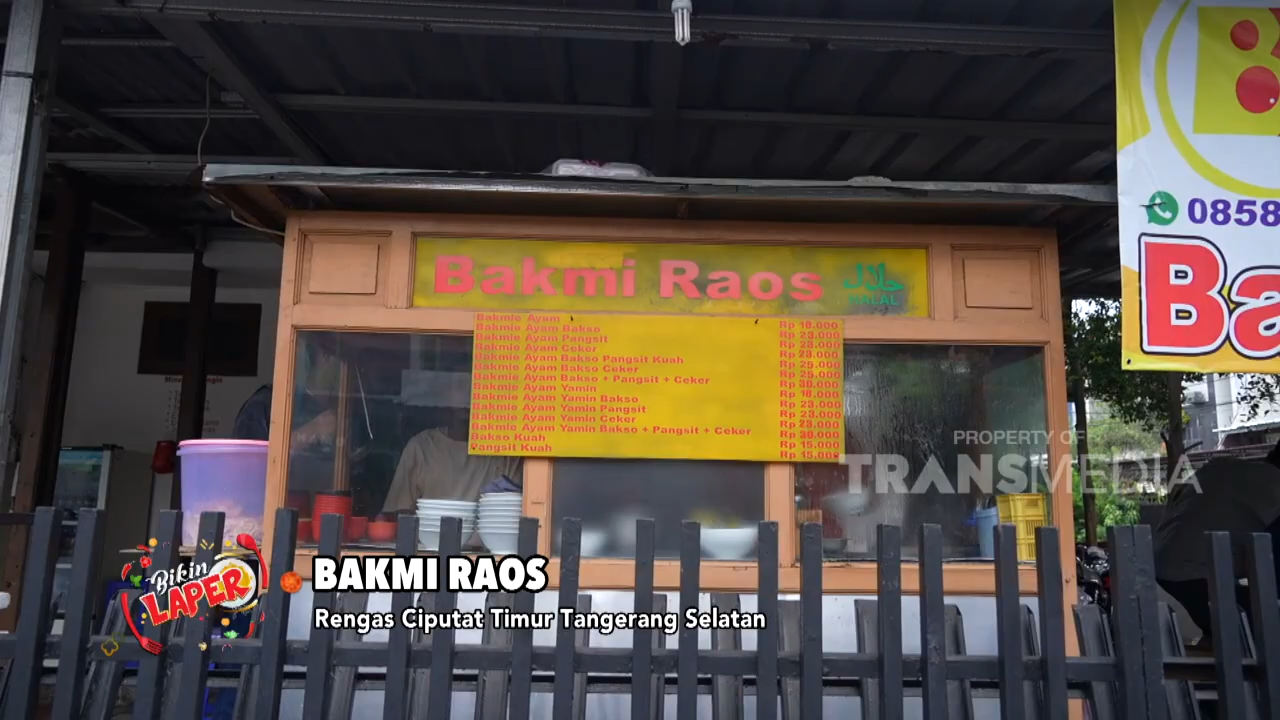 Bakmi Raos حلال
HALAL
Bakmie Ayam Rp 18.000
Bakmie Ayam Bakso Rp 23.000
Bakmie Ayam Pangsit Rp 23.000
Bakmie Ayam Ceker Rp 23.000
Bakmie Ayam Bakso Pangsit Kuah Rp 25.000
Bakmie Ayam Bakso Ceker Rp 25.000
Bakmie Ayam Bakso + Pangsit + Ceker Rp 30.000
Bakmie Ayam Yamin Rp 18.000
Bakmie Ayam Yamin Bakso Rp 23.000
Bakmie Ayam Yamin Pangsit Rp 23.000
Bakmie Ayam Yamin Ceker Rp 23.000
Bakmie Ayam Yamin Bakso + Pangsit + Ceker Rp 30.000
Bakso Kuah Rp 15.000
Pangsit Kuah Rp 15.000
0858
Ba
PROPERTY OF
TRANSMEDIA
Bikin
LAPER
BAKMI RAOS
Rengas Ciputat Timur Tangerang Selatan